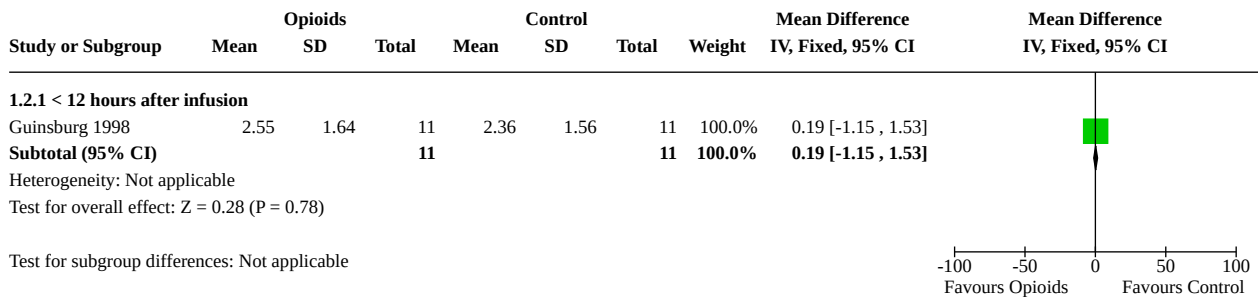 Opioids Control Mean Difference Mean Difference
Study or Subgroup Mean SD Total Mean SD Total Weight IV, Fixed, 95% CI IV, Fixed, 95% CI
1.2.1 < 12 hours after infusion
Guinsburg 1998 2.55 1.64 11 2.36 1.56 11 100.0% 0.19 [-1.15 , 1.53]
Subtotal (95% CI) 11 11 100.0% 0.19 [-1.15 , 1.53]
Heterogeneity: Not applicable
Test for overall effect: Z = 0.28 (P = 0.78)
Test for subgroup differences: Not applicable
-100 -50 0 50 100
Favours Opioids Favours Control